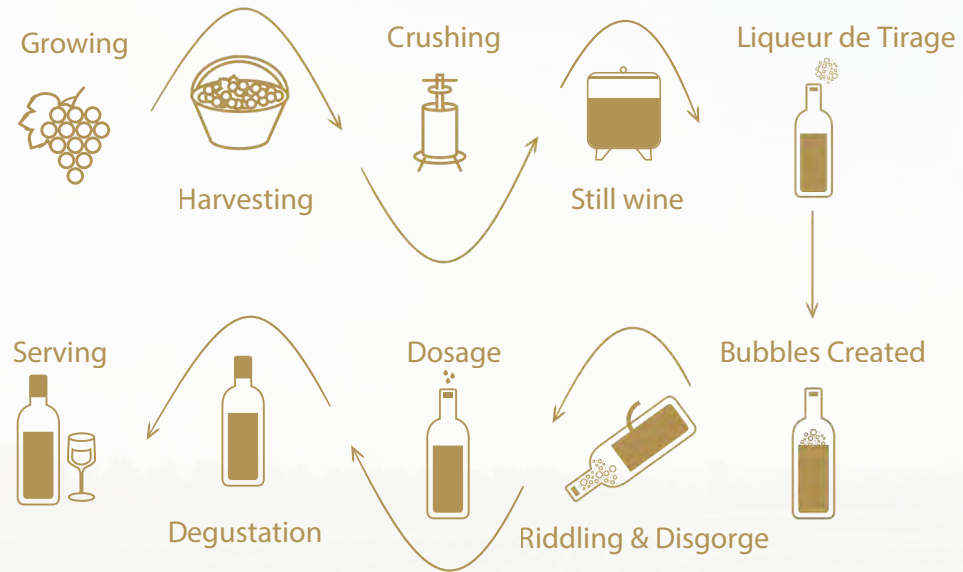 Growing
Harvesting
Crushing
Still wine
Liqueur de Tirage
Bubbles Created
Riddling & Disgorge
Dosage
Degustation
Serving